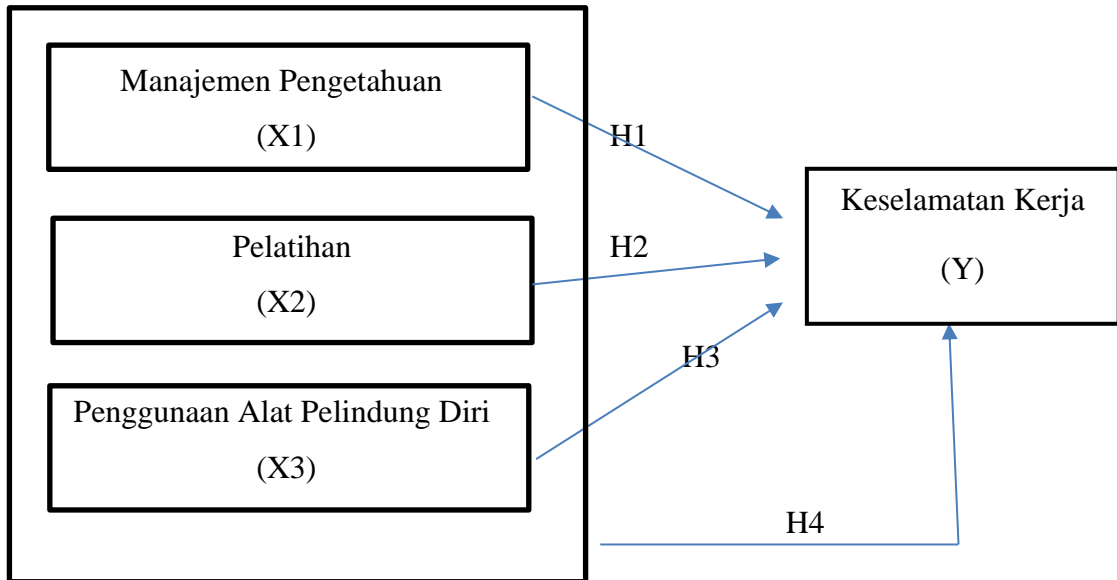 Manajemen Pengetahuan
(X1)
H1
Pelatihan
(X2)
H2
Penggunaan Alat Pelindung Diri
(X3)
H3
Keselamatan Kerja
(Y)
H4